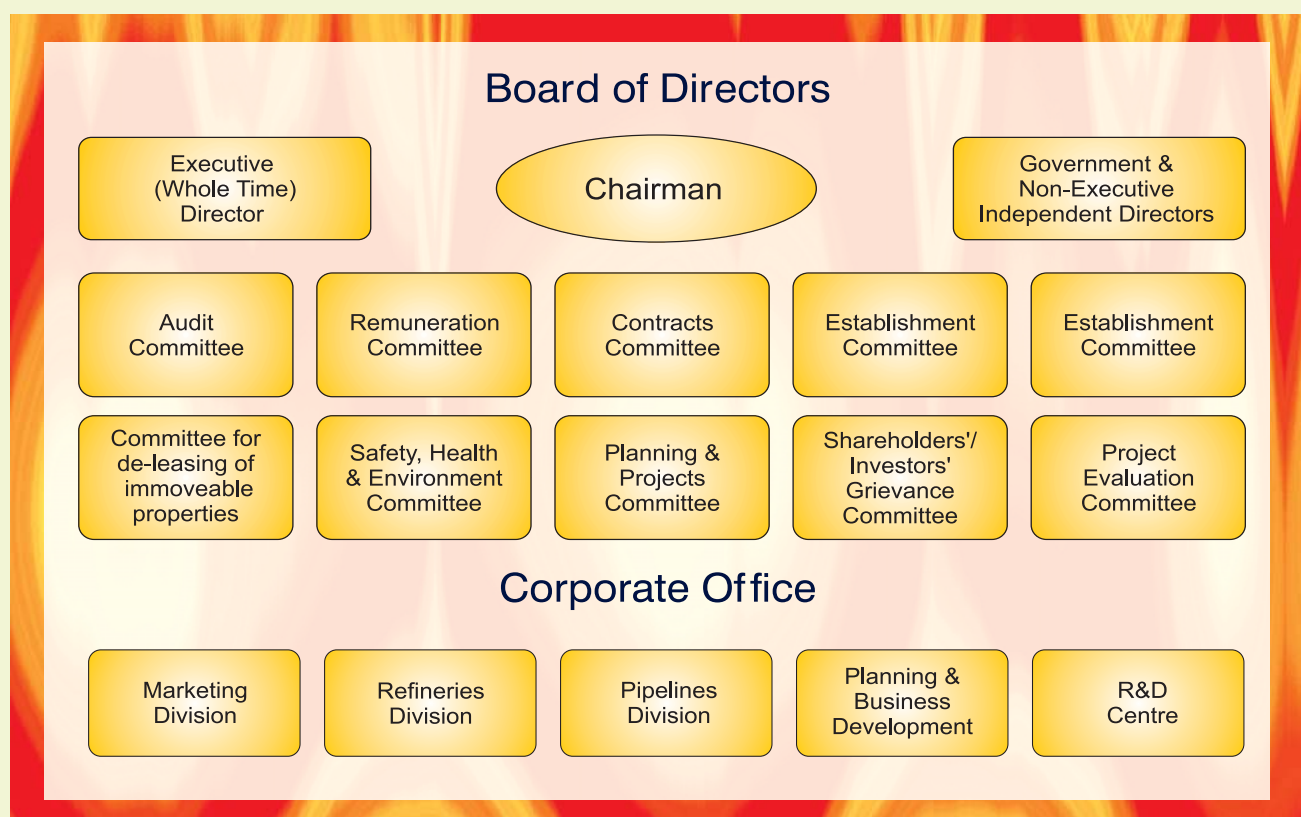 Board of Directors
Executive
(Whole Time)
Director
Chairman
Government &
Non-Executive
Independent Directors
Audit
Committee
Remuneration
Committee
Contracts
Committee
Establishment
Committee
Establishment
Committee
Committee for
de-leasing of
immoveable
properties
Safety, Health
& Environment
Committee
Planning &
Projects
Committee
Shareholders'/
Investors'
Grievance
Committee
Project
Evaluation
Committee
Corporate Office
Marketing
Division
Refineries
Division
Pipelines
Division
Planning &
Business
Development
R&D
Centre